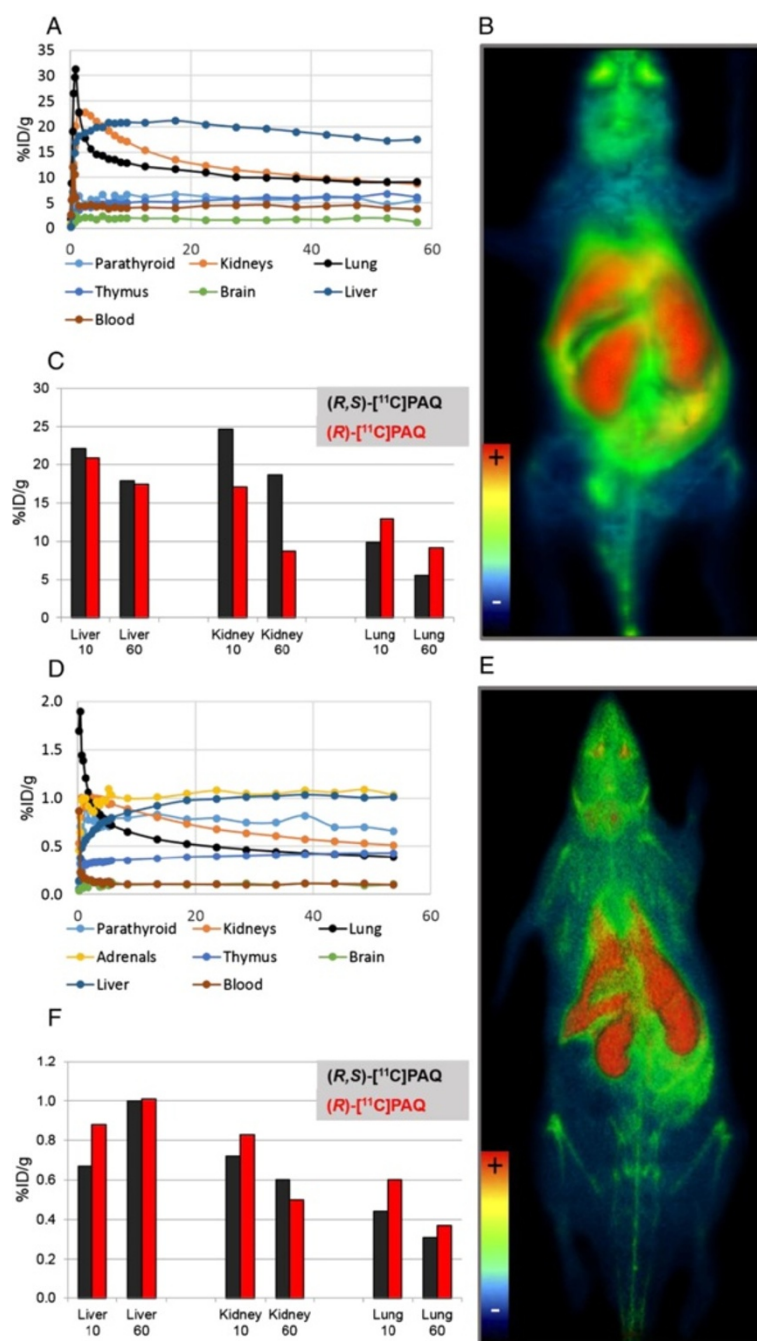 A
35
30
25
20
15
10
5
0
%ID/g
0 20 40 60
Parathyroid Kidneys Lung
Thymus Brain Liver
Blood
B
+
-
C
30
25
20
15
10
5
0
%ID/g
(R,S)-[¹¹C]PAQ
(R)-[¹¹C]PAQ
Liver Liver Kidney Kidney Lung Lung
10 60 10 60 10 60
D
2.0
1.5
1.0
0.5
0.0
%ID/g
0 20 40 60
Parathyroid Kidneys Lung
Adrenals Thymus Brain
Liver Blood
E
+
-
F
1.2
1.0
0.8
0.6
0.4
0.2
0.0
%ID/g
(R,S)-[¹¹C]PAQ
(R)-[¹¹C]PAQ
Liver Liver Kidney Kidney Lung Lung
10 60 10 60 10 60